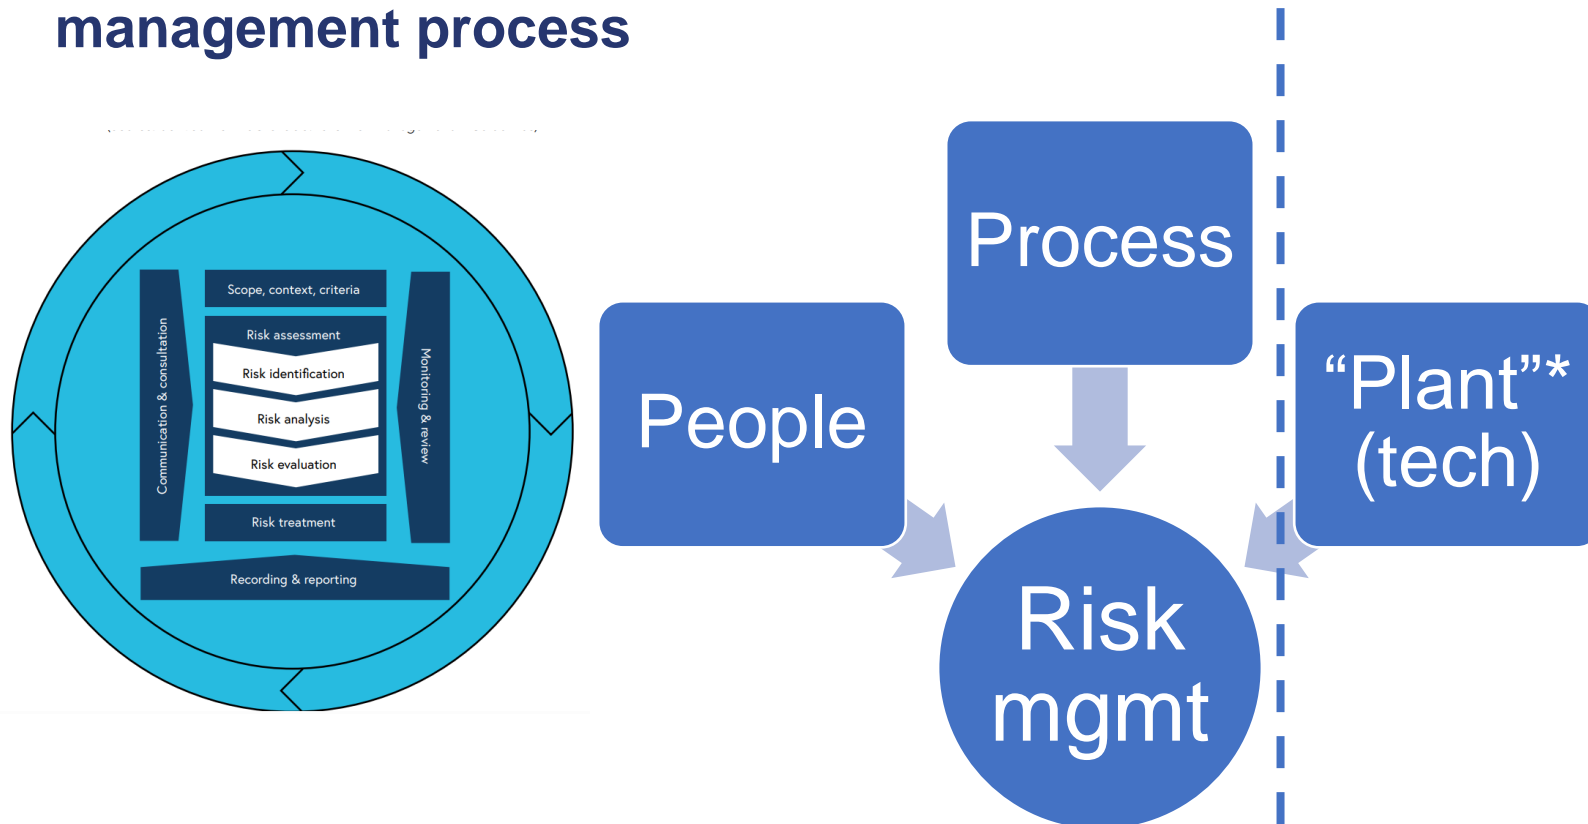 management process
Scope, context, criteria
Risk assessment
Risk identification
Risk analysis
Risk evaluation
Risk treatment
Communication & consultation
Monitoring & review
Recording & reporting
People
Process
“Plant”*
(tech)
Risk
mgmt